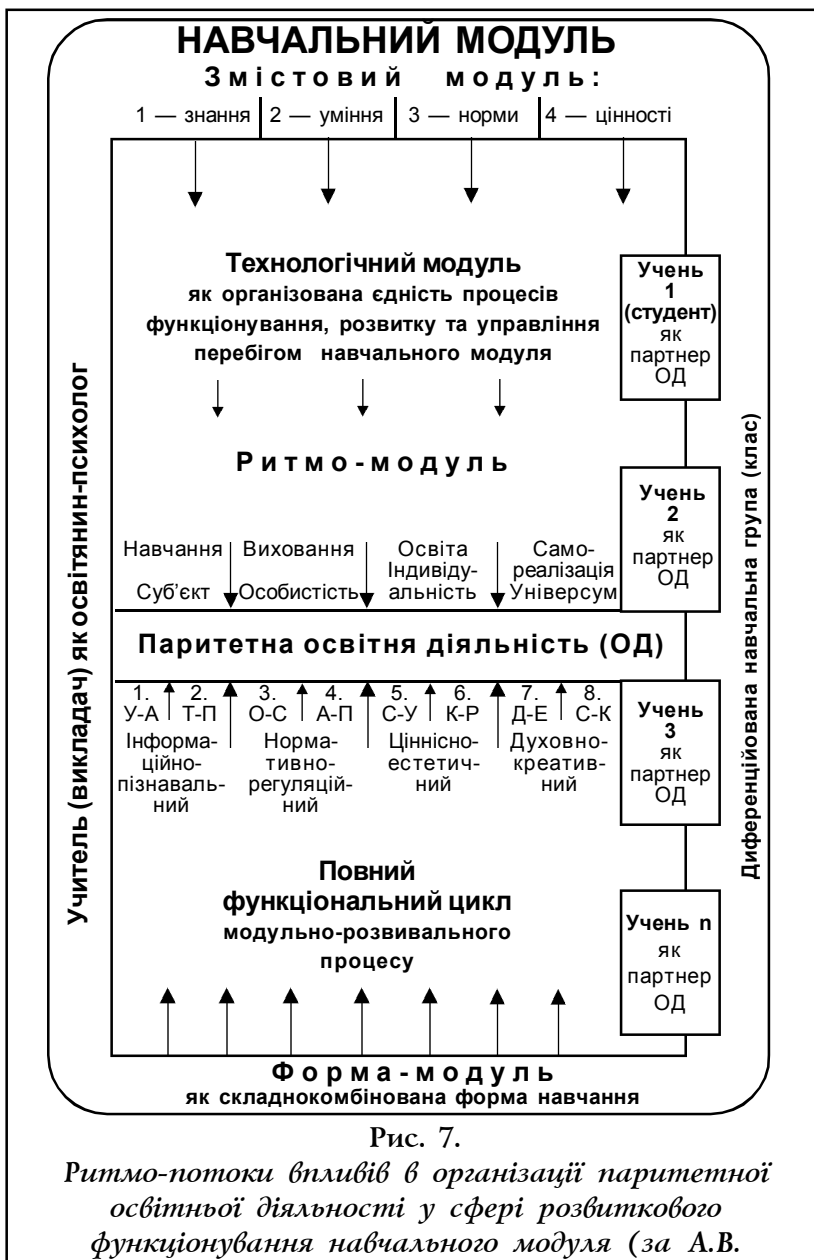 НАВЧАЛЬНИЙ МОДУЛЬ
Змістовий модуль:
1 — знання 2 — уміння 3 — норми 4 — цінності
Технологічний модуль
як організована єдність процесів
функціонування, розвитку та управління
перебігом навчального модуля
Ритмо-модуль
Навчання Виховання Освіта Само-
Індивіду- реалізація
Суб’єкт Особистість альність Універсум
Паритетна освітня діяльність (ОД)
1. 2. 3. 4. 5. 6. 7. 8.
У-А Т-П О-С А-П С-У К-Р Д-Е С-К
Інформа- Норма- Ціннісно- Духовно-
ційно- тивно- естетич- креатив-
пізнаваль- регуляцій- ний ний
ний ний
Повний
функціональний цикл
модульно-розвивального
процесу
Форма-модуль
як складнокомбінована форма навчання
Учитель (викладач) як освітянин-психолог
Учень
1
(студент)
як
партнер
ОД
Учень
2
як
партнер
ОД
Учень
3
як
партнер
ОД
Учень n
як
партнер
ОД
Диференційована навчальна група (клас)
Рис. 7.
Ритмо-потоки впливів в організації паритетної
освітньої діяльності у сфері розвиткового
функціонування навчального модуля (за А.В.